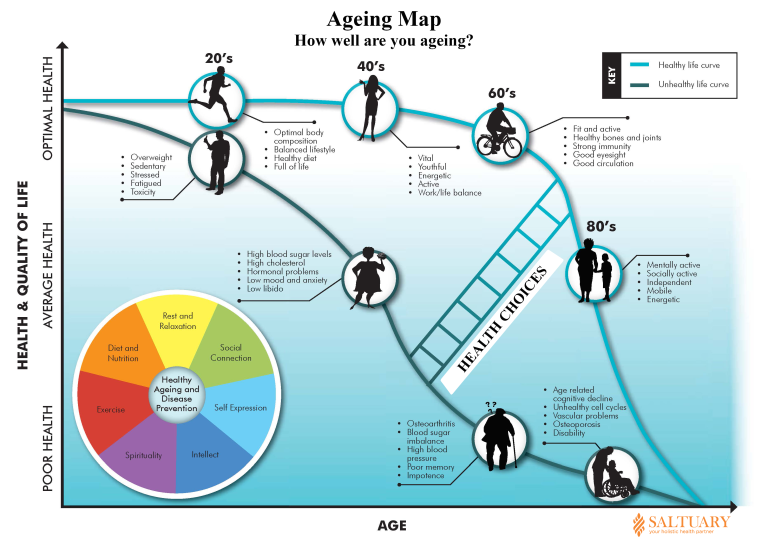 Ageing Map
How well are you ageing?
KEY
Healthy life curve
Unhealthy life curve
20's
40's
60's
80's
• Optimal body
composition
• Balanced lifestyle
• Healthy diet
• Full of life
• Vital
• Youthful
• Energetic
• Active
• Work/life balance
• Fit and active
• Healthy bones and joints
• Strong immunity
• Good eyesight
• Good circulation
• Mentally active
• Socially active
• Independent
• Mobile
• Energetic
• Overweight
• Sedentary
• Stressed
• Fatigued
• Toxicity
• High blood sugar levels
• High cholesterol
• Hormonal problems
• Low mood and anxiety
• Low libido
• Osteoarthritis
• Blood sugar
imbalance
• High blood
pressure
• Poor memory
• Impotence
??
• Age related
cognitive decline
• Unhealthy cell cycles
• Vascular problems
• Osteoporosis
• Disability
HEALTH CHOICES
HEALTH & QUALITY OF LIFE
OPTIMAL HEALTH
AVERAGE HEALTH
POOR HEALTH
Rest and
Relaxation
Social
Connection
Self Expression
Intellect
Spirituality
Exercise
Diet and
Nutrition
Healthy
Ageing and
Disease
Prevention
AGE
SALTUARY
your holistic health partner